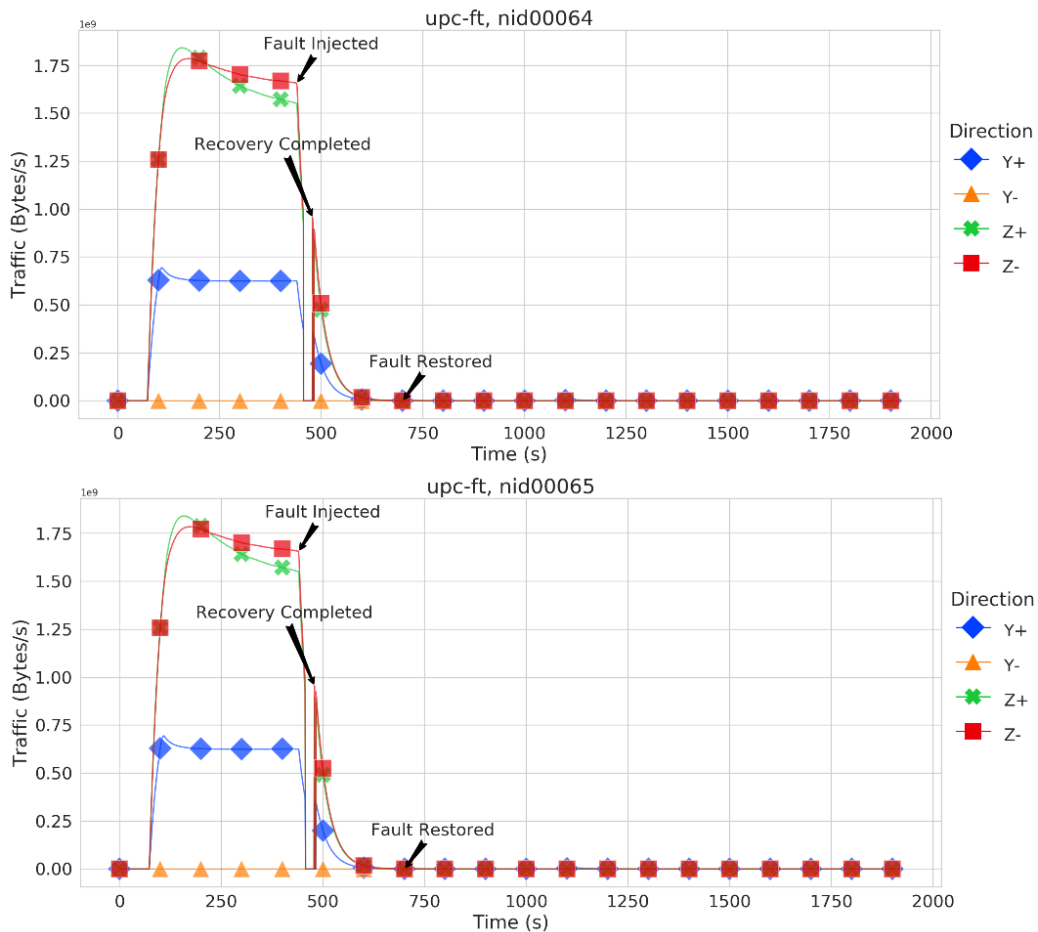 upc-ft, nid00064
1e9
Fault Injected
1.75
1.50
Recovery Completed
1.25
1.00
0.75
0.50
Fault Restored
0.25
0.00
Traffic (Bytes/s)
0 250 500 750 1000 1250 1500 1750 2000
Time (s)
Direction
Y+
Y-
Z+
Z-
upc-ft, nid00065
1e9
Fault Injected
1.75
1.50
Recovery Completed
1.25
1.00
0.75
0.50
Fault Restored
0.25
0.00
Traffic (Bytes/s)
0 250 500 750 1000 1250 1500 1750 2000
Time (s)
Direction
Y+
Y-
Z+
Z-